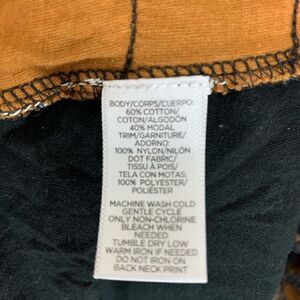 BODY/CORPS/CUERPO:
60% COTTON/
COTON/ALGODÓN
40% MODAL
TRIM/GARNITURE/
ADORNO:
100% NYLON/NILÓN
DOT FABRIC/
TISSU À POIS/
TELA CON MOTAS:
100% POLYESTER/
POLIÉSTER
MACHINE WASH COLD
GENTLE CYCLE
ONLY NON-CHLORINE
BLEACH WHEN
NEEDED
TUMBLE DRY LOW
WARM IRON IF NEEDED
DO NOT IRON ON
BACK NECK PRINT